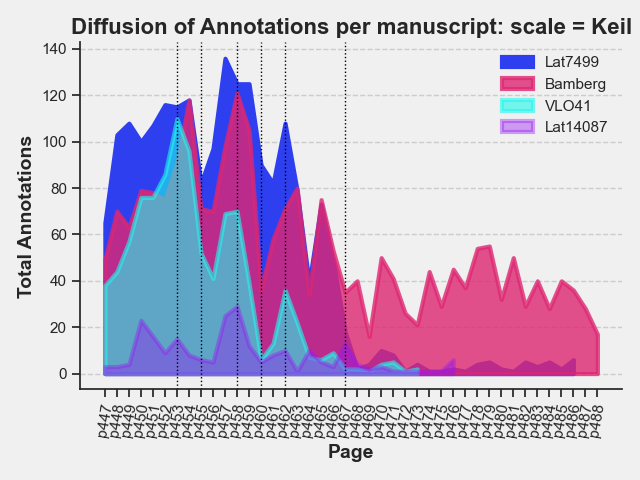 Diffusion of Annotations per manuscript: scale = Keil
Total Annotations
140
120
100
80
60
40
20
0
Lat7499
Bamberg
VLO41
Lat14087
p447
p448
p449
p450
p451
p452
p453
p454
p455
p456
p457
p458
p459
p460
p461
p462
p463
p464
p465
p466
p467
p468
p469
p470
p471
p472
p473
p474
p475
p476
p477
p478
p479
p480
p481
p482
p483
p484
p485
p486
p487
p488
Page